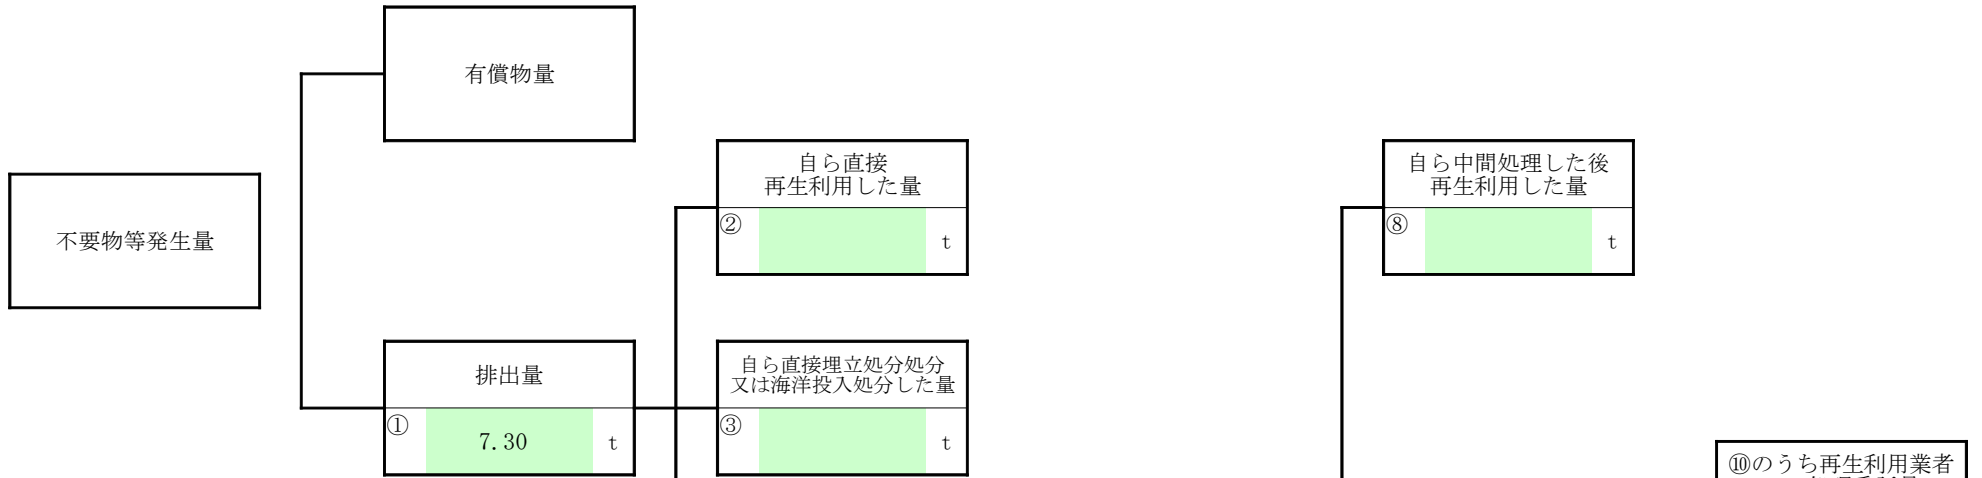 有償物量
自ら直接
再生利用した量
② t
自ら中間処理した後
再生利用した量
⑧ t
不要物等発生量
排出量
① 7.30 t
自ら直接埋立処分処分
又は海洋投入処分した量
③ t
⑩のうち再生利用業者